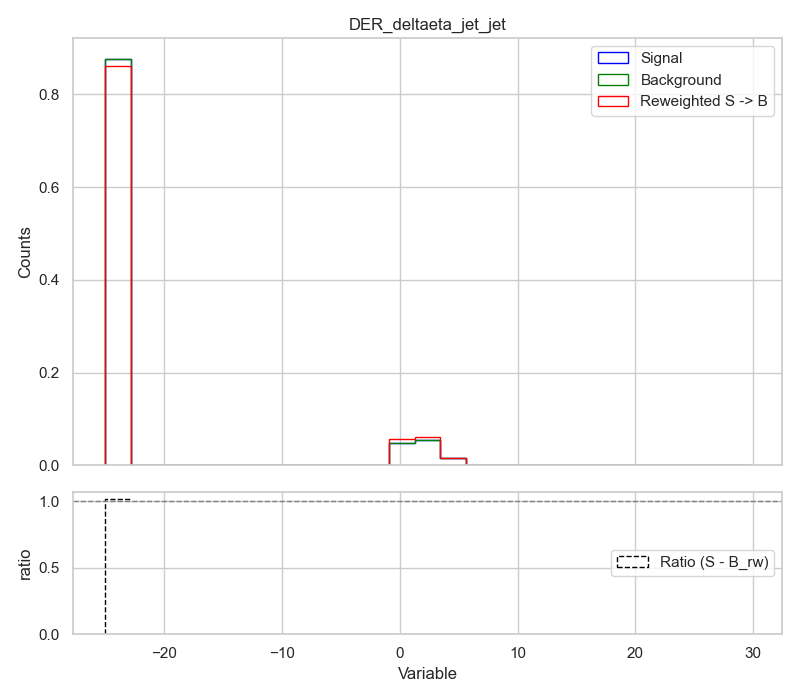 DER_deltaeta_jet_jet
Signal
Background
Reweighted S -> B
Counts
0.8
0.6
0.4
0.2
0.0
ratio
1.0
0.5
0.0
Ratio (S - B_rw)
−20
−10
0
10
20
30
Variable